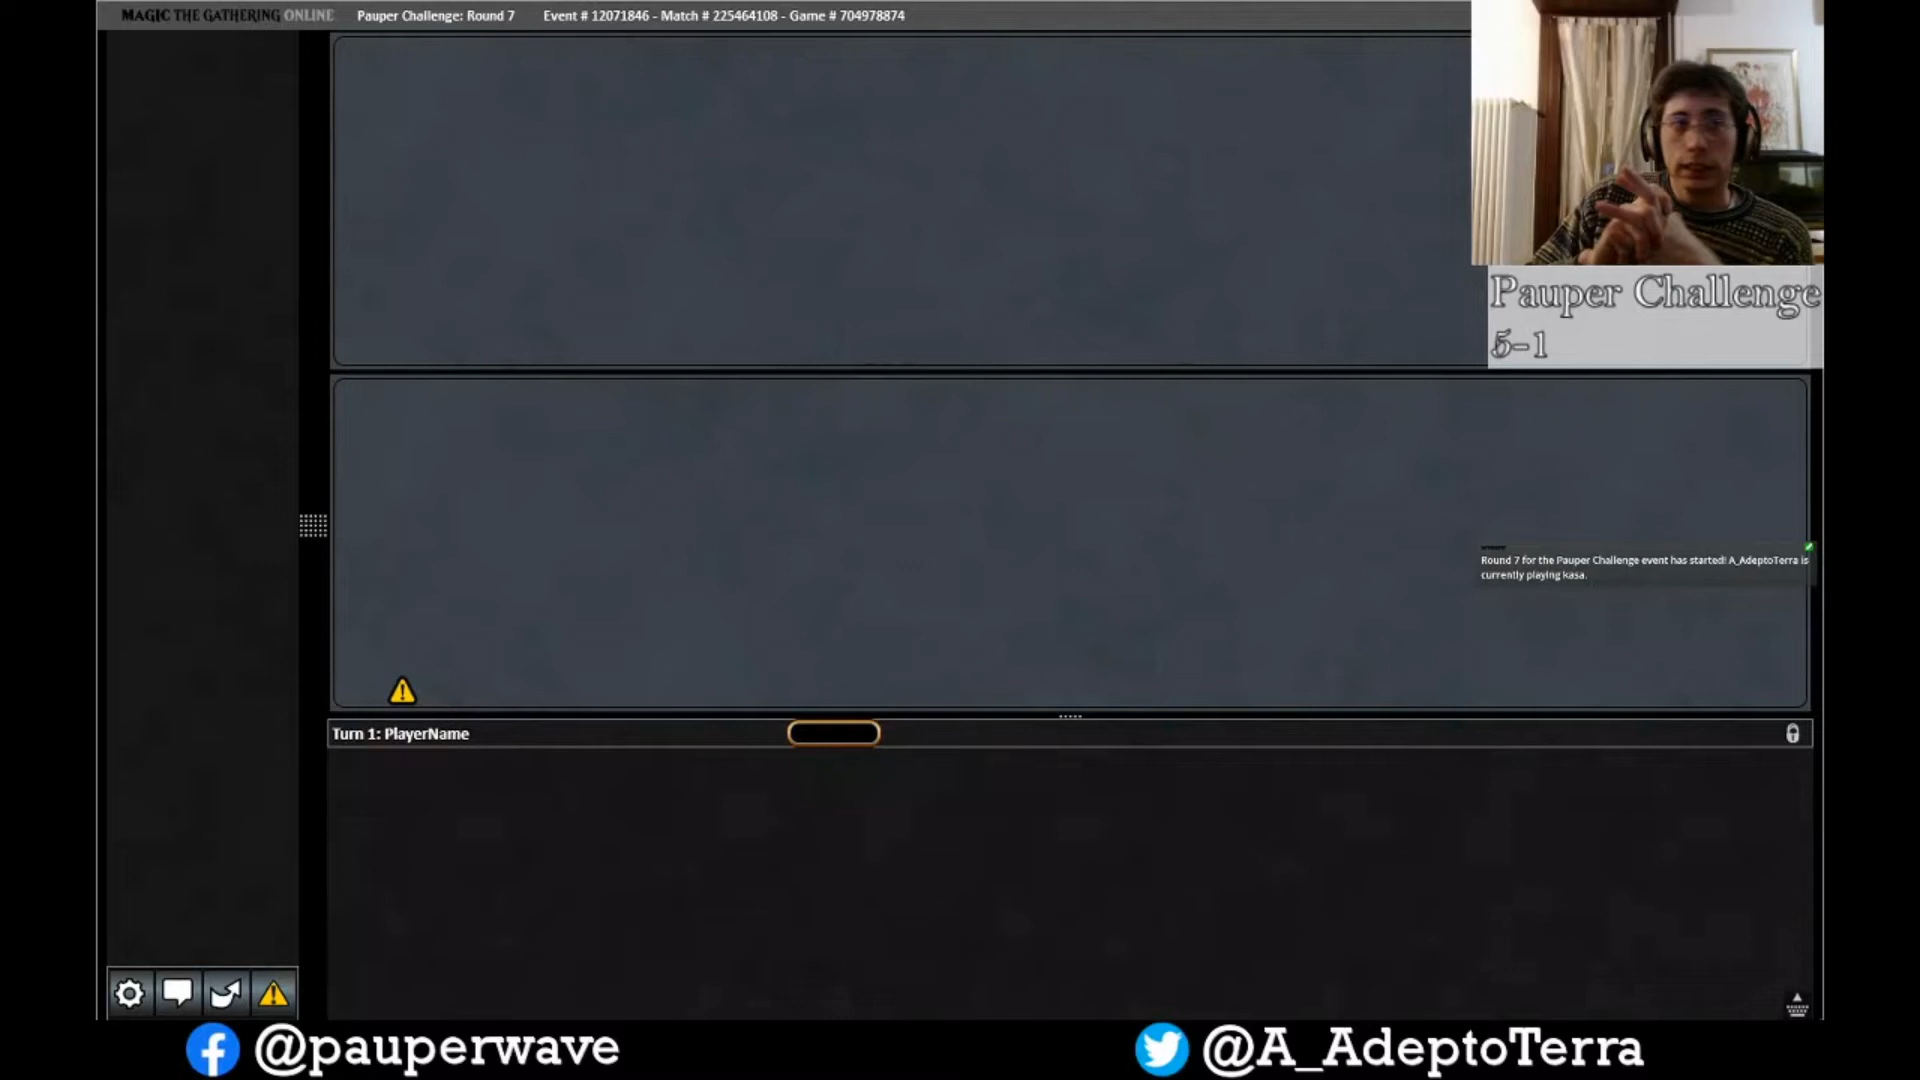 MAGIC THE GATHERING ONLINE Pauper Challenge: Round 7 Event # 12071846 - Match # 225464108 - Game # 704978874
Pauper Challenge
5-1
Round 7 for the Pauper Challenge event has started! A_AdeptoTerra is
currently playing kasa.
Turn 1: PlayerName
@pauperwave
@A_AdeptoTerra